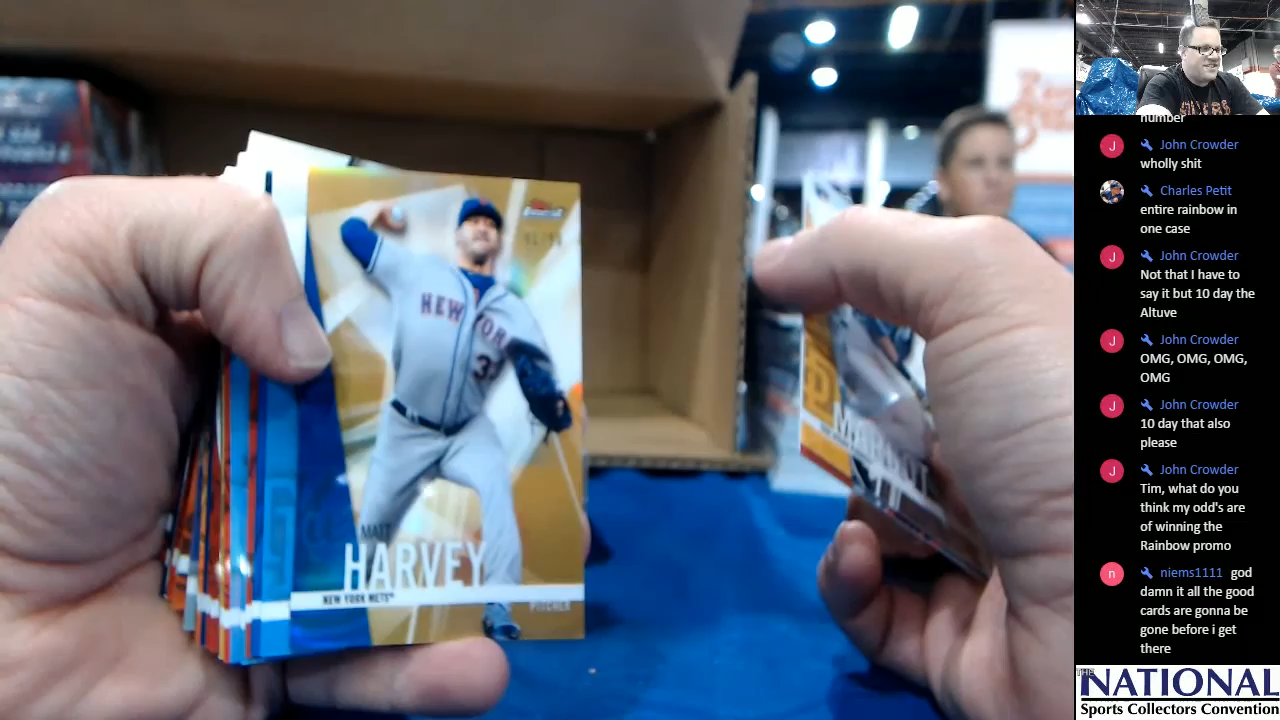 NEW YORK
MATT
HARVEY
NEW YORK METS
PITCHER
number
J John Crowder
wholly shit
Charles Petit
entire rainbow in
one case
J John Crowder
Not that I have to
say it but 10 day the
Altuve
J John Crowder
OMG, OMG, OMG,
OMG
J John Crowder
10 day that also
please
J John Crowder
Tim, what do you
think my odd's are
of winning the
Rainbow promo
n niems1111 god
damn it all the good
cards are gonna be
gone before i get
there
THE
NATIONAL
Sports Collectors Convention